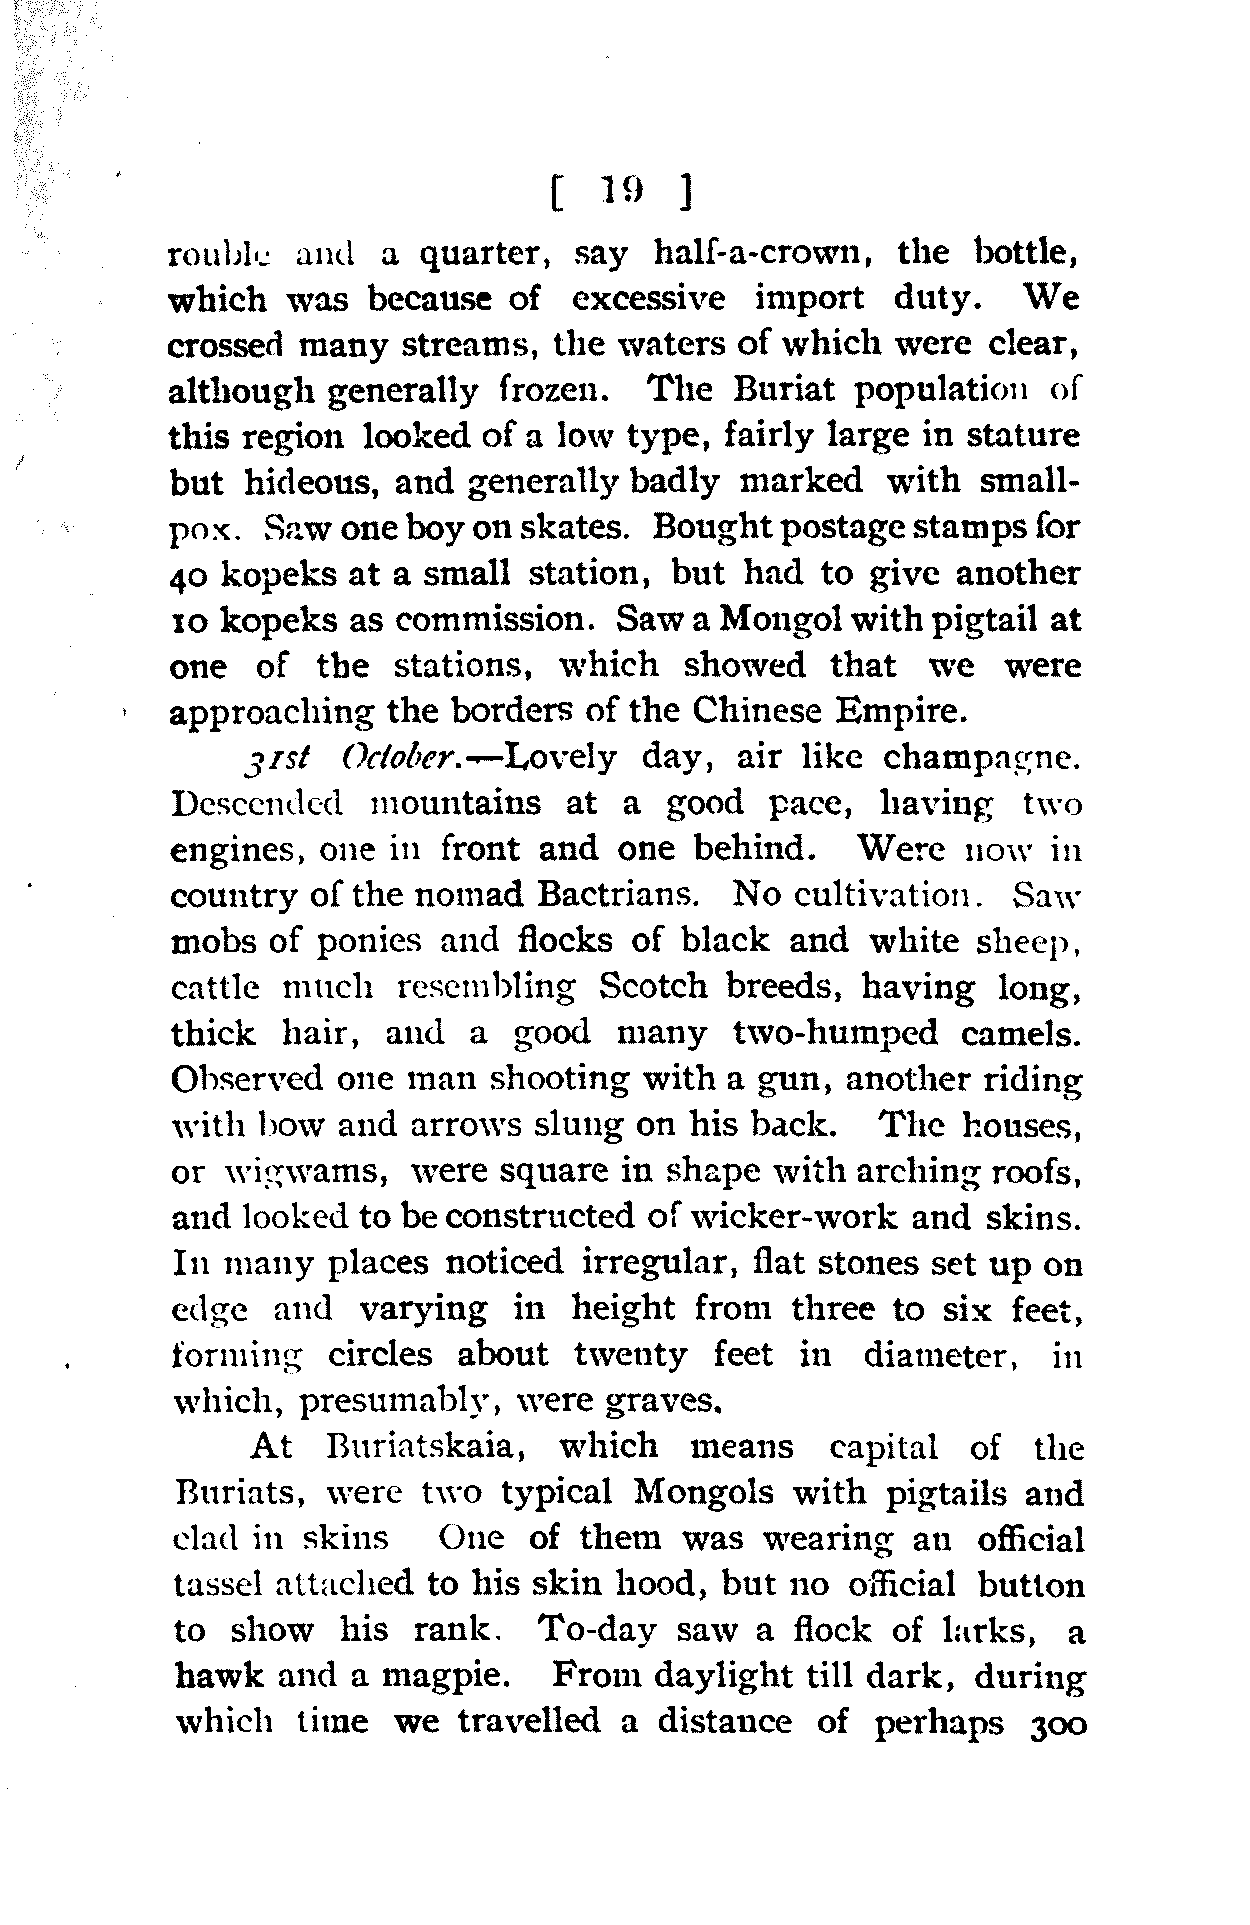 [ 19 ]
rouble and a quarter, say half-a-crown, the bottle,
which was because of excessive import duty. We
crossed many streams, the waters of which were clear,
although generally frozen. The Buriat population of
this region looked of a low type, fairly large in stature
but hideous, and generally badly marked with small-
pox. Saw one boy on skates. Bought postage stamps for
40 kopeks at a small station, but had to give another
10 kopeks as commission. Saw a Mongol with pigtail at
one of the stations, which showed that we were
approaching the borders of the Chinese Empire.
31st October.—Lovely day, air like champagne.
Descended mountains at a good pace, having two
engines, one in front and one behind. Were now in
country of the nomad Bactrians. No cultivation. Saw
mobs of ponies and flocks of black and white sheep,
cattle much resembling Scotch breeds, having long,
thick hair, and a good many two-humped camels.
Observed one man shooting with a gun, another riding
with bow and arrows slung on his back. The houses,
or wigwams, were square in shape with arching roofs,
and looked to be constructed of wicker-work and skins.
In many places noticed irregular, flat stones set up on
edge and varying in height from three to six feet,
forming circles about twenty feet in diameter, in
which, presumably, were graves.
At Buriatskaia, which means capital of the
Buriats, were two typical Mongols with pigtails and
clad in skins One of them was wearing an official
tassel attached to his skin hood, but no official button
to show his rank. To-day saw a flock of larks, a
hawk and a magpie. From daylight till dark, during
which time we travelled a distance of perhaps 300